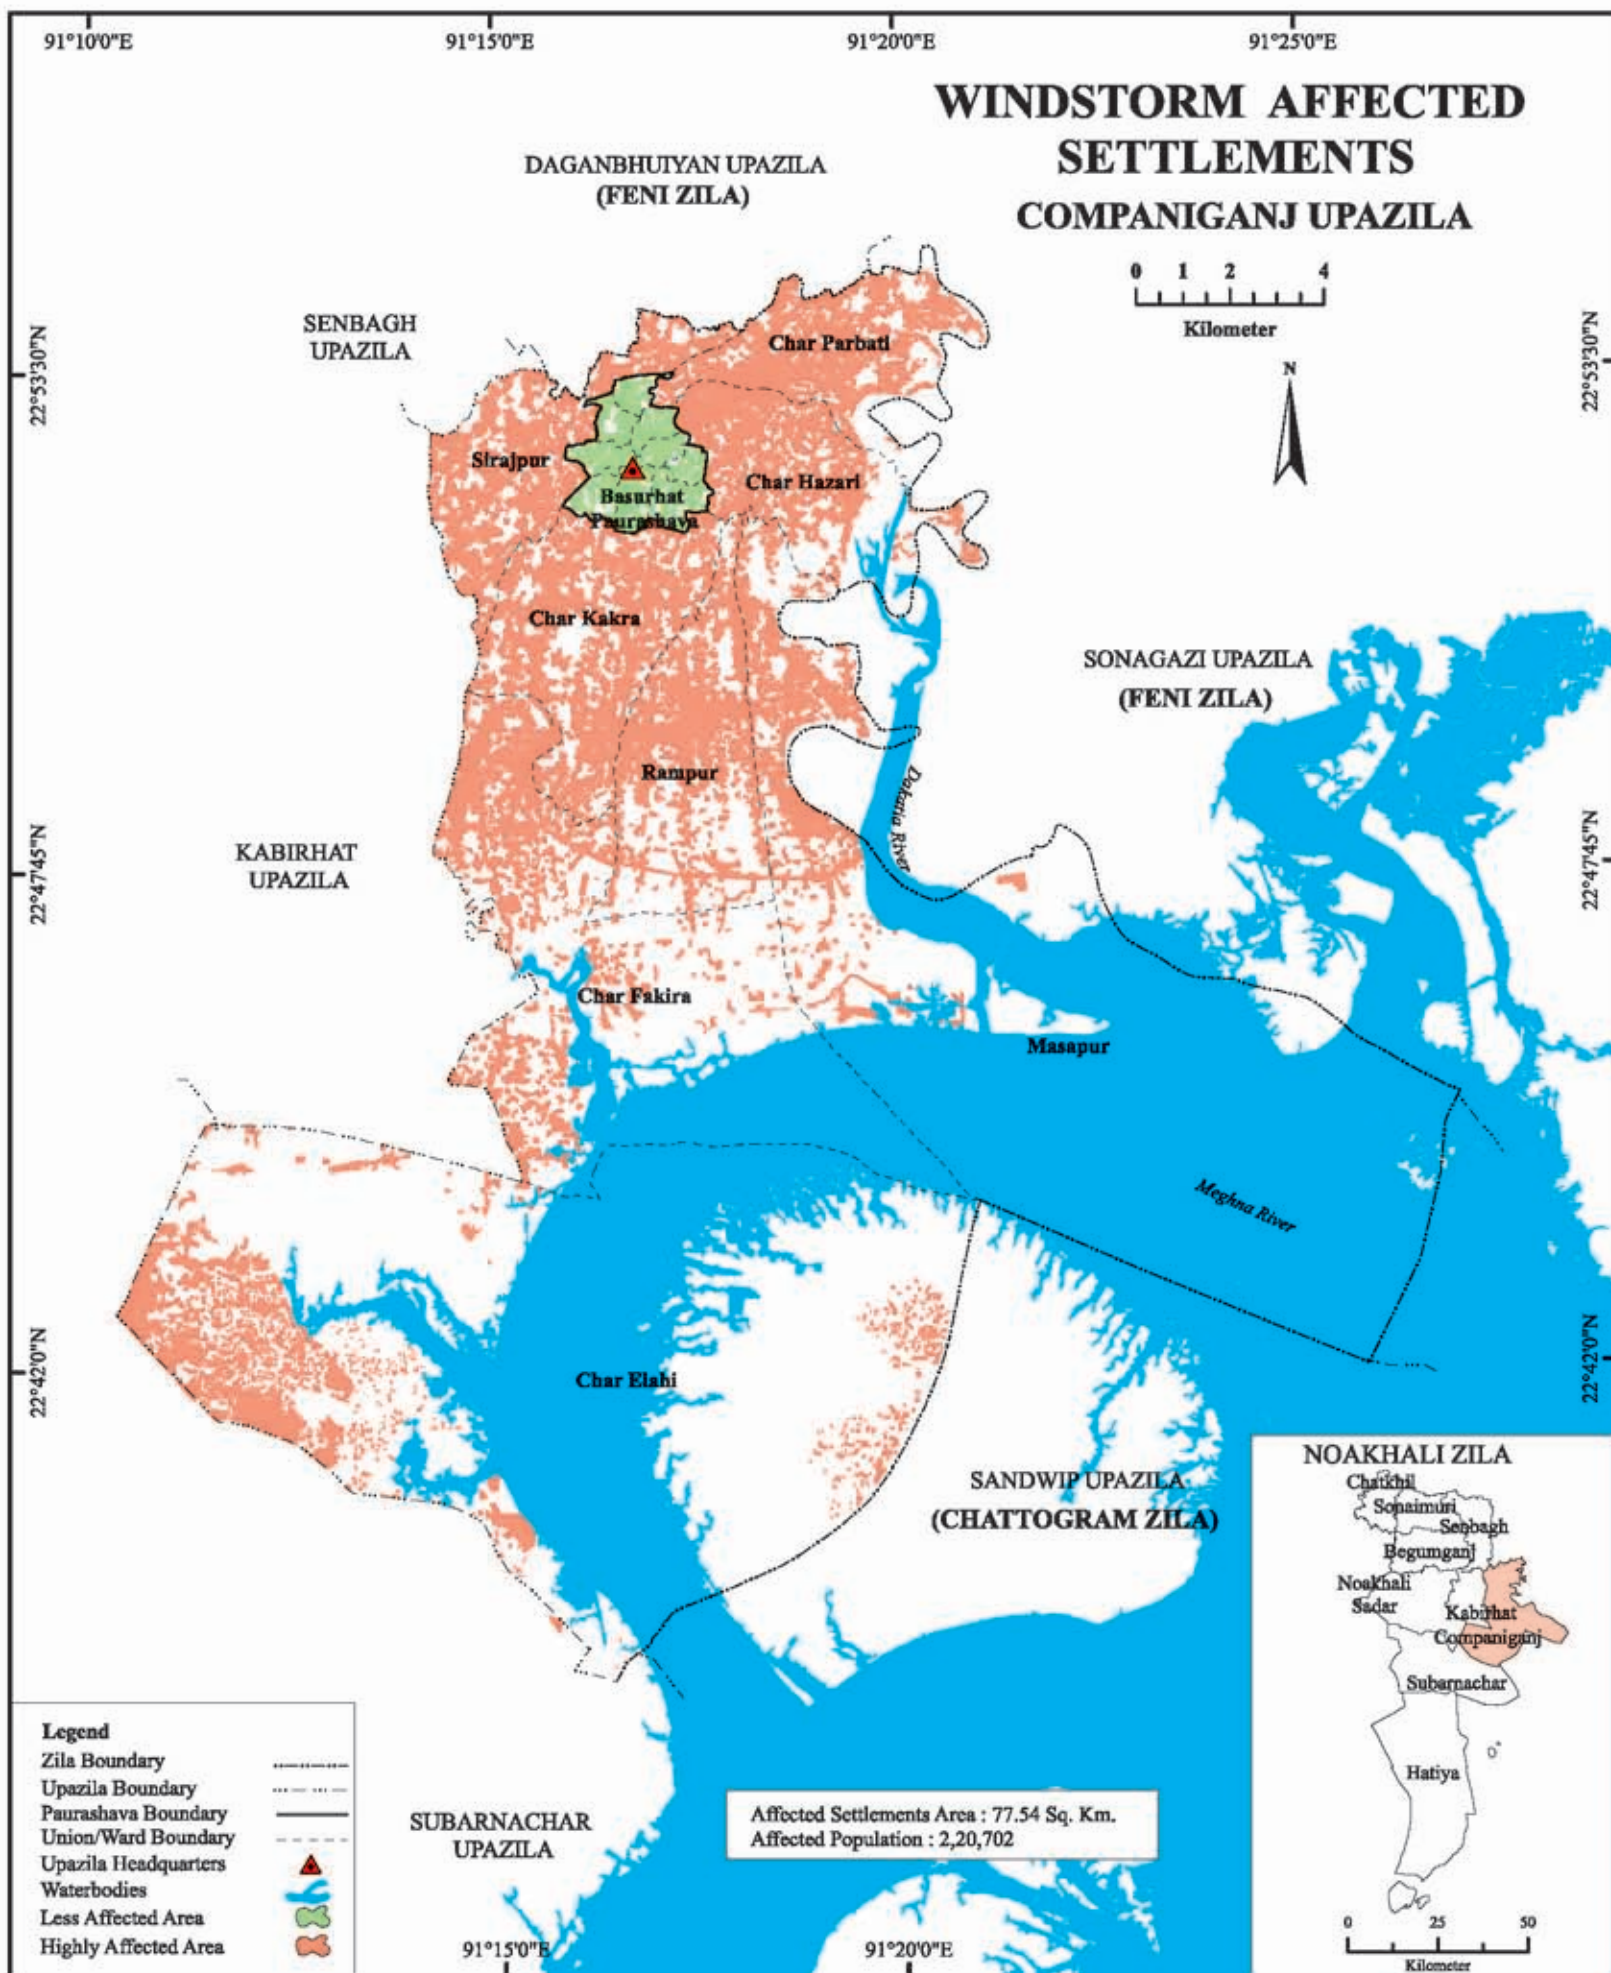 91°10'0"E
91°15'0"E
91°20'0"E
91°25'0"E
WINDSTORM AFFECTED
SETTLEMENTS
COMPANIGANJ UPAZILA
0 1 2 4
Kilometer
N
DAGANBHUIYAN UPAZILA
(FENI ZILA)
SENBAGH
UPAZILA
22°53'30"N
22°53'30"N
Char Parbati
Sirajpur
Char Hazari
Basurhat
Paurashava
Char Kakra
SONAGAZI UPAZILA
(FENI ZILA)
Rampur
Dakatia River
KABIRHAT
UPAZILA
22°47'45"N
22°47'45"N
Char Fakira
Masapur
Meghna River
22°42'0"N
22°42'0"N
Char Elahi
SANDWIP UPAZILA
(CHATTOGRAM ZILA)
NOAKHALI ZILA
Chatkhil
Sonaimuri
Senbagh
Begumganj
Noakhali
Sadar
Kabirhat
Companiganj
Subarnachar
Hatiya
0 25 50
Kilometer
Legend
Zila Boundary
Upazila Boundary
Paurashava Boundary
Union/Ward Boundary
Upazila Headquarters
Waterbodies
Less Affected Area
Highly Affected Area
SUBARNACHAR
UPAZILA
Affected Settlements Area : 77.54 Sq. Km.
Affected Population : 2,20,702
91°15'0"E
91°20'0"E